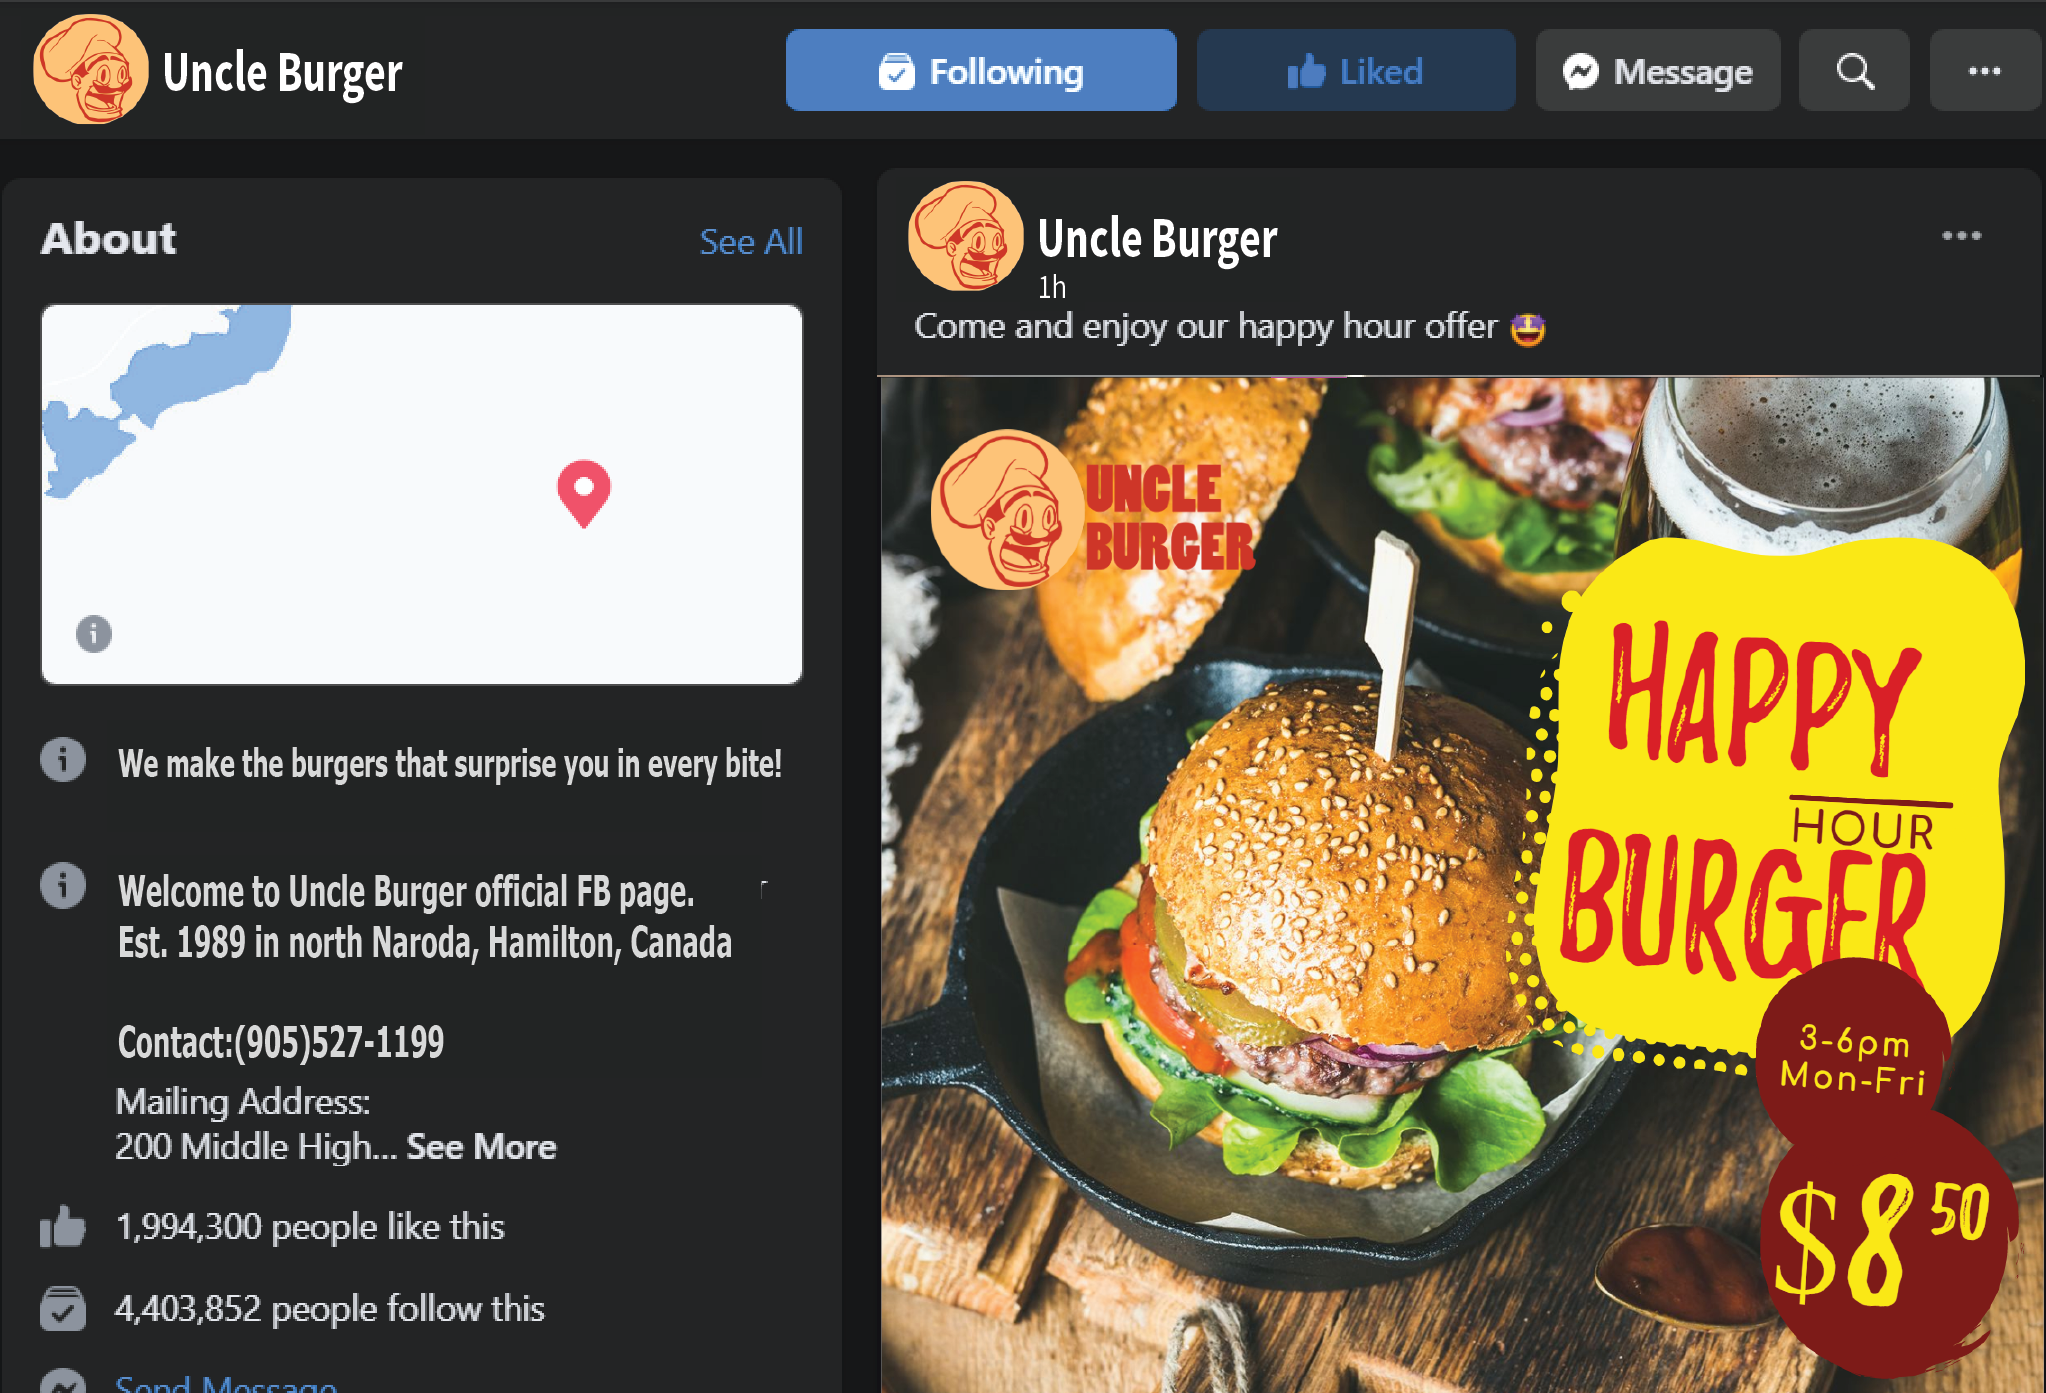 Uncle Burger
Following
Liked
Message
About
See All
We make the burgers that surprise you in every bite!
Welcome to Uncle Burger official FB page.
Est. 1989 in north Naroda, Hamilton, Canada
Contact:(905)527-1199
Mailing Address:
200 Middle High... See More
1,994,300 people like this
4,403,852 people follow this
Send Message
Uncle Burger
1h
Come and enjoy our happy hour offer 🤩
UNCLE
BURGER
HAPPY
HOUR
BURGER
3-6pm
Mon-Fri
$8 50